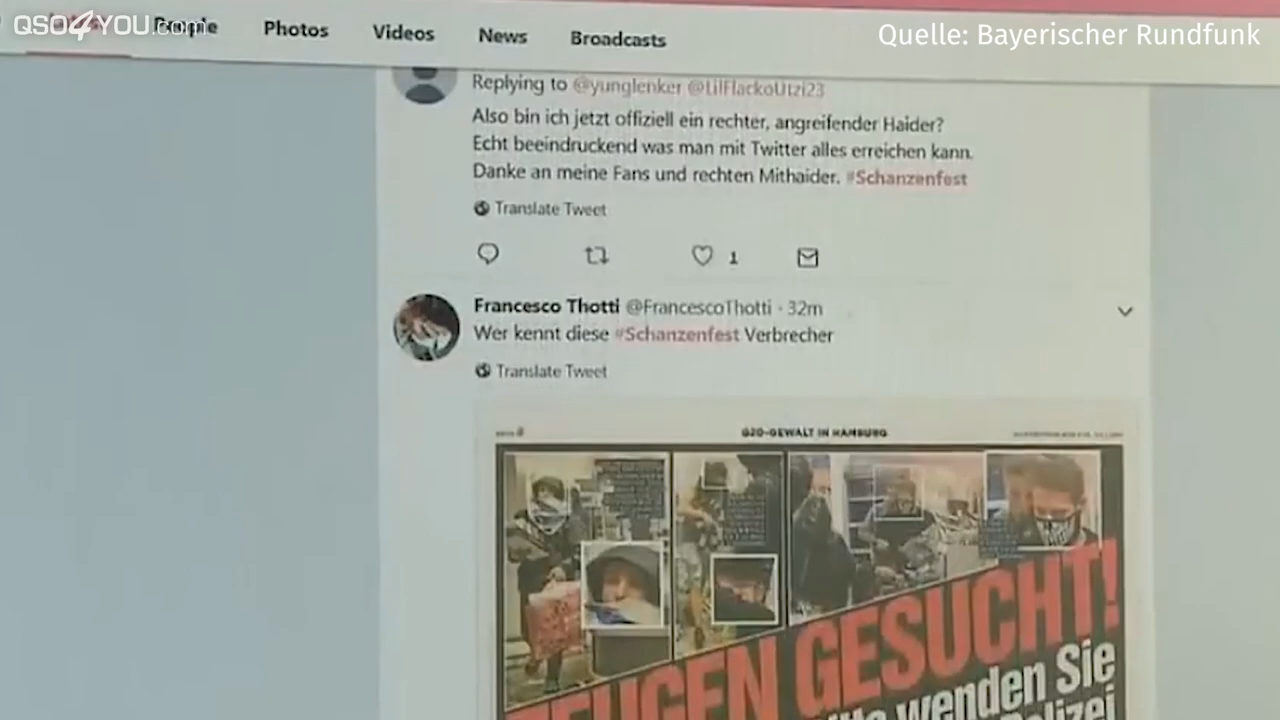 QSO4YOU.com
People
Photos
Videos
News
Broadcasts
Quelle: Bayerischer Rundfunk
Replying to @yunglenker @LilFlackoUtzi23
Also bin ich jetzt offiziell ein rechter, angreifender Haider?
Echt beeindruckend was man mit Twitter alles erreichen kann.
Danke an meine Fans und rechten Mithaider. #Schanzenfest
Translate Tweet
1
Francesco Thotti @FrancescoThotti · 32m
Wer kennt diese #Schanzenfest Verbrecher
Translate Tweet
G20-GEWALT IN HAMBURG
ZEUGEN GESUCHT!
wenden Sie
Polizei